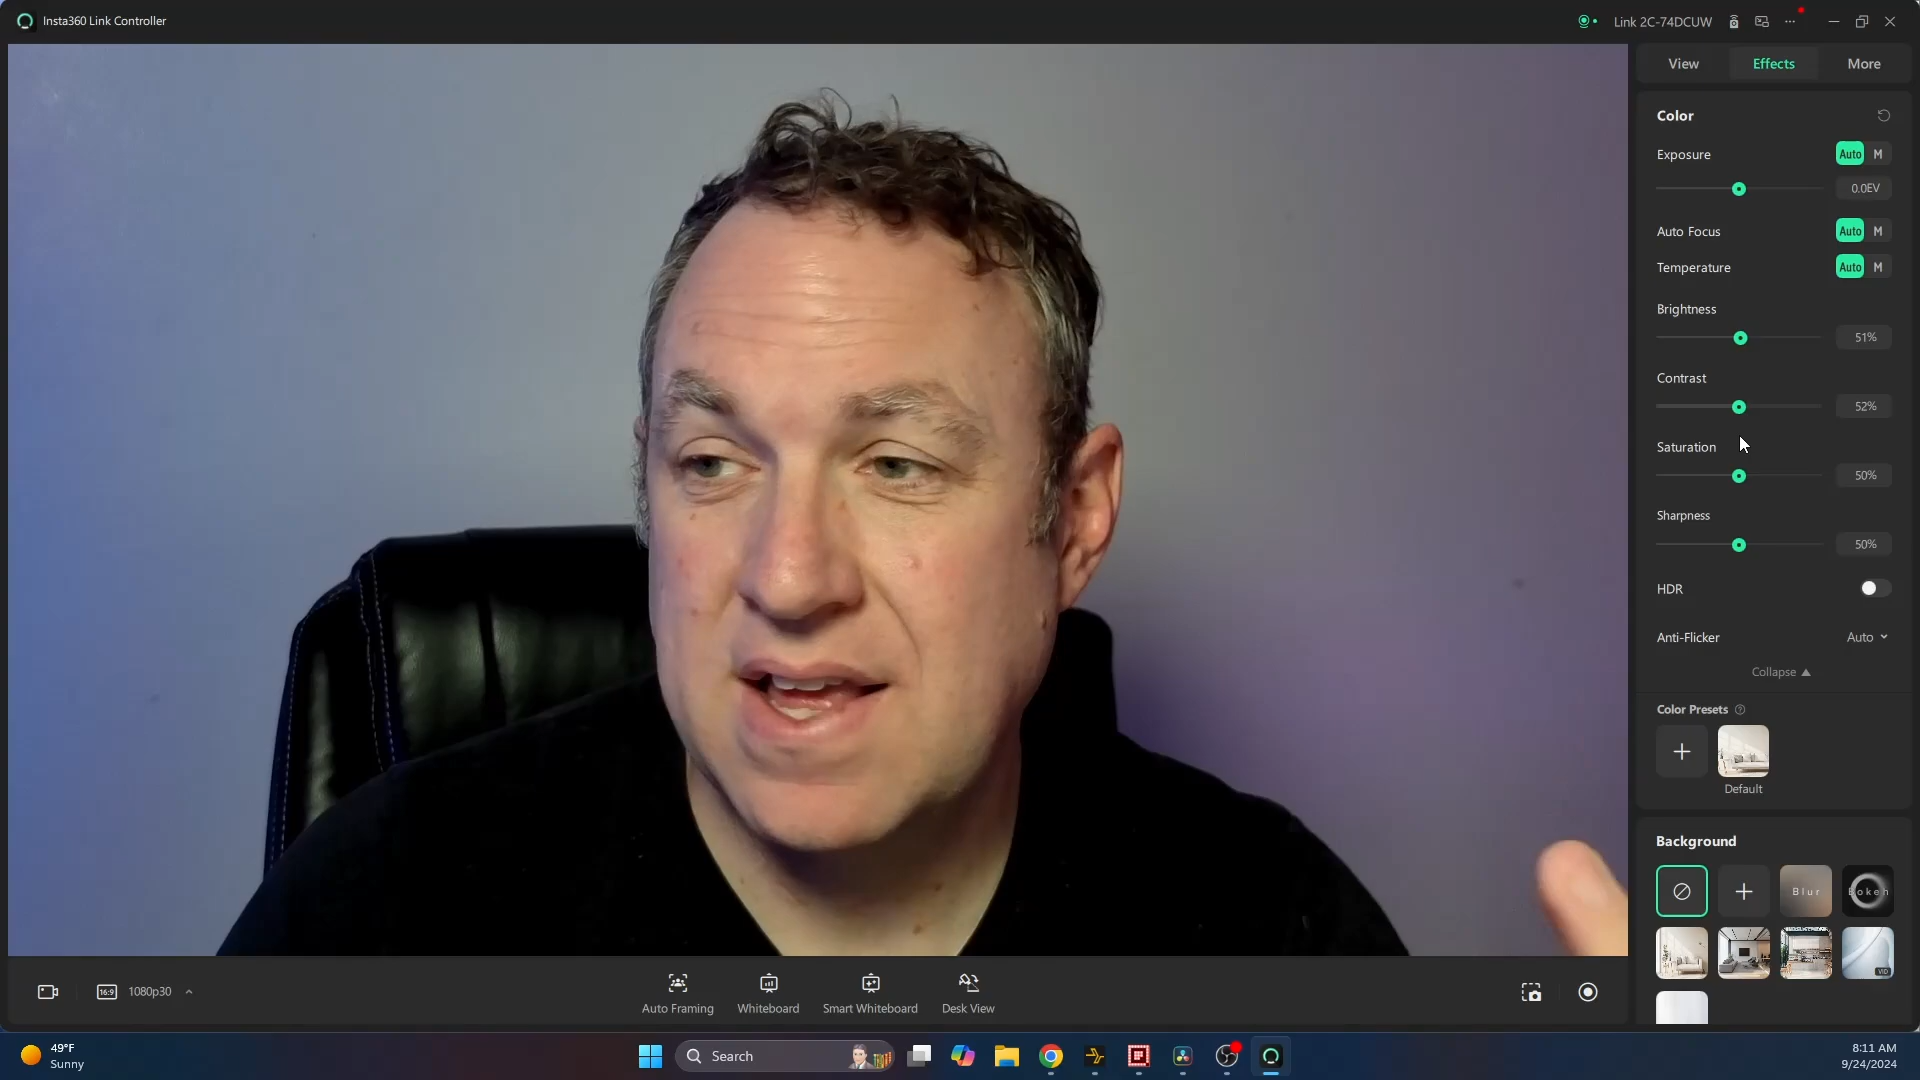 Insta360 Link Controller
Link 2C-74DCUW
View
Effects
More
Color
Exposure
Auto
M
0.0EV
Auto Focus
Auto
M
Temperature
Auto
M
Brightness
51%
Contrast
52%
Saturation
50%
Sharpness
50%
HDR
Anti-Flicker
Auto
Collapse
Color Presets
Default
Background
Blur
Bokeh
VID
16:9
1080p30
Auto Framing
Whiteboard
Smart Whiteboard
Desk View
49°F
Sunny
Search
8:11 AM
9/24/2024